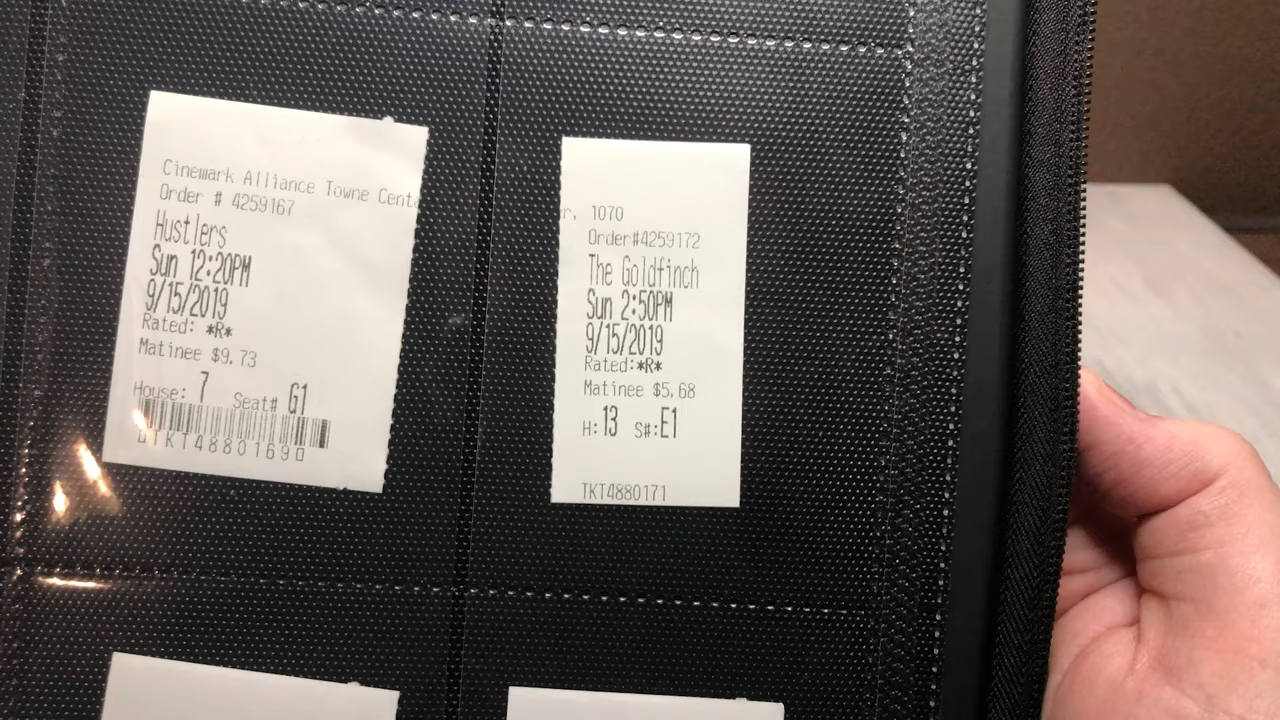 Cinemark Alliance Towne Cente
Order # 4259167
Hustlers
Sun 12:20PM
9/15/2019
Rated: *R*
Matinee $9.73
House: 7 Seat# G1
TKT4880169
r, 1070
Order#4259172
The Goldfinch
Sun 2:50PM
9/15/2019
Rated:*R*
Matinee $5.68
H:13 S#:E1
TKT4880171